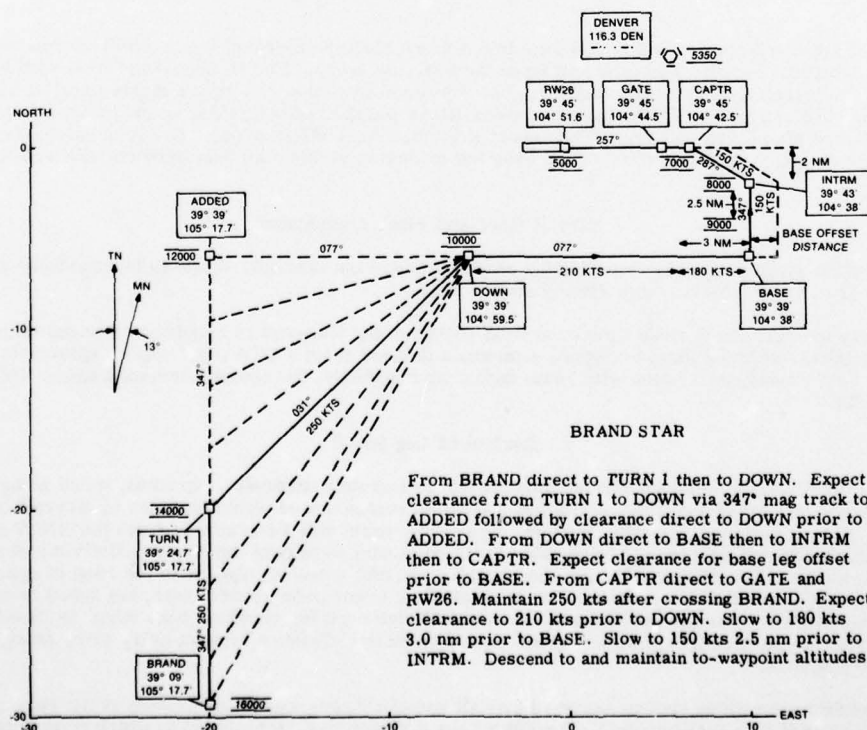 DENVER
116.3 DEN
5350
RW26
39° 45'
104° 51.6'
GATE
39° 45'
104° 44.5'
CAPTR
39° 45'
104° 42.5'
NORTH
0
257°
5000
7000
287°
150 KTS
2 NM
INTRM
39° 43'
104° 38'
8000
2.5 NM
347°
150 KTS
9000
BASE OFFSET
DISTANCE
3 NM
ADDED
39° 39'
105° 17.7'
12000
077°
10000
077°
210 KTS
180 KTS
DOWN
39° 39'
104° 59.5'
BASE
39° 39'
104° 38'
TN
MN
13°
-10
347°
031°
250 KTS
BRAND STAR
From BRAND direct to TURN 1 then to DOWN. Expect
clearance from TURN 1 to DOWN via 347° mag track to
ADDED followed by clearance direct to DOWN prior to
ADDED. From DOWN direct to BASE then to INTRM
then to CAPTR. Expect clearance for base leg offset
prior to BASE. From CAPTR direct to GATE and
RW26. Maintain 250 kts after crossing BRAND. Expect
clearance to 210 kts prior to DOWN. Slow to 180 kts
3.0 nm prior to BASE. Slow to 150 kts 2.5 nm prior to
INTRM. Descend to and maintain to-waypoint altitudes
14000
-20
TURN 1
39° 24.7'
105° 17.7'
347° 250 KTS
BRAND
39° 09'
105° 17.7'
16000
-30
-30
-20
-10
0
10
EAST